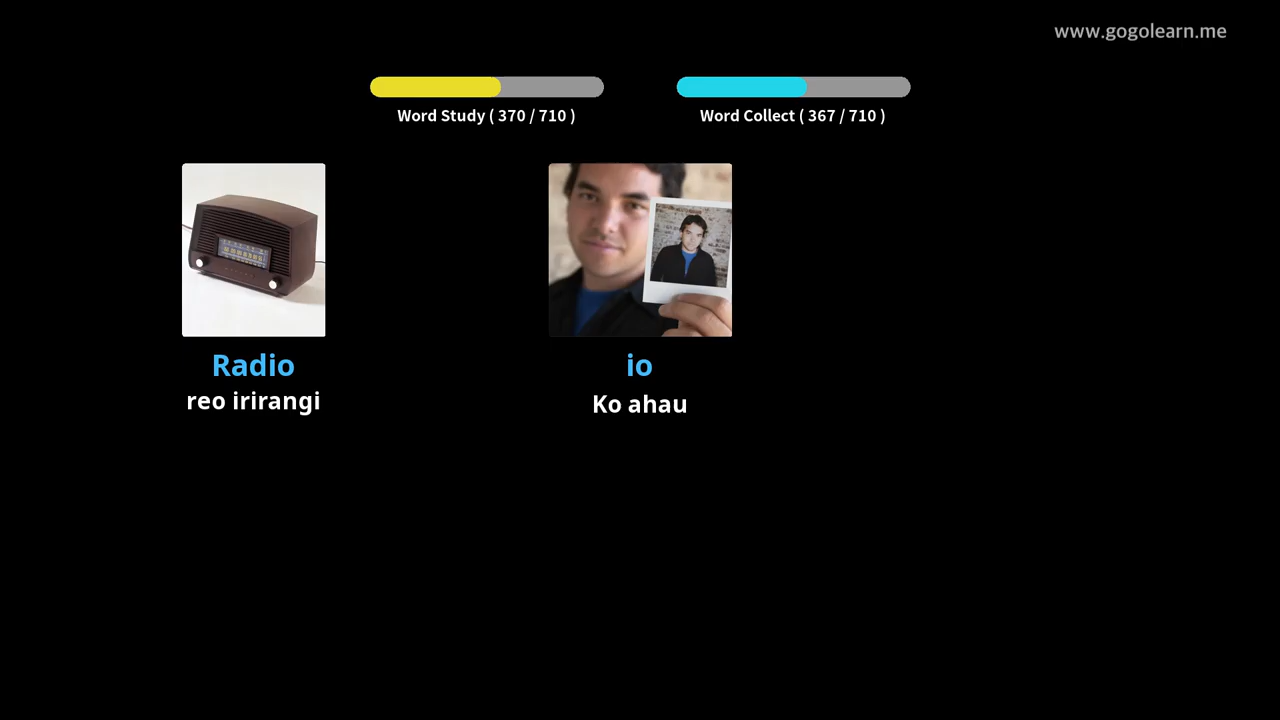 www.gogolearn.me
Word Study ( 370 / 710 )
Word Collect ( 367 / 710 )
Radio
reo irirangi
io
Ko ahau